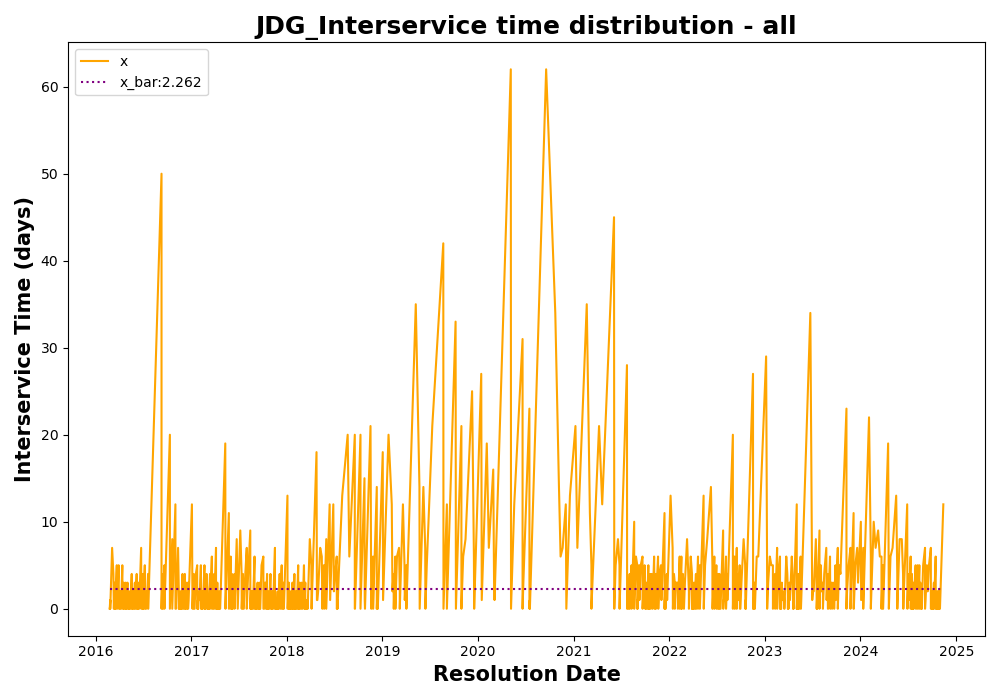 JDG_Interservice time distribution - all
x
x_bar:2.262
Interservice Time (days)
60
50
40
30
20
10
0
2016 2017 2018 2019 2020 2021 2022 2023 2024 2025
Resolution Date